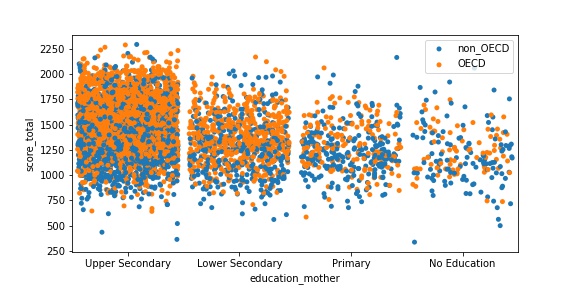 non_OECD
OECD
2250
2000
1750
1500
1250
1000
750
500
250
score_total
Upper Secondary
Lower Secondary
Primary
No Education
education_mother